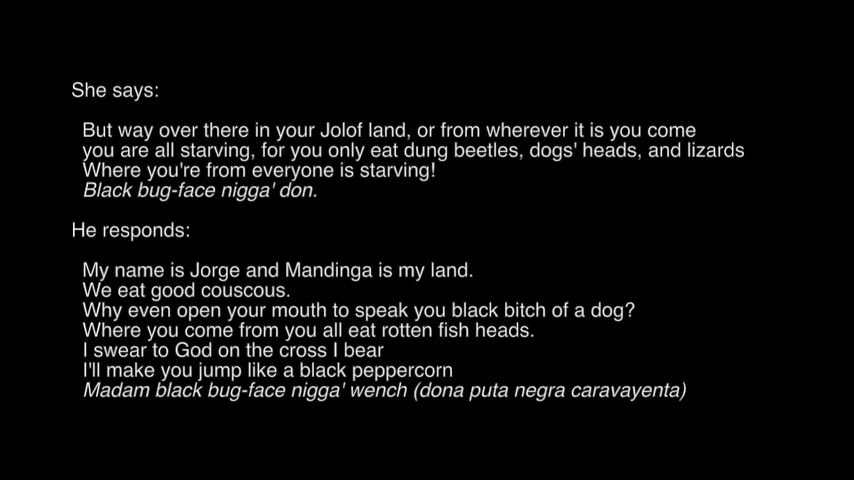 She says:
But way over there in your Jolof land, or from wherever it is you come
you are all starving, for you only eat dung beetles, dogs' heads, and lizards
Where you're from everyone is starving!
Black bug-face nigga' don.
He responds:
My name is Jorge and Mandinga is my land.
We eat good couscous.
Why even open your mouth to speak you black bitch of a dog?
Where you come from you all eat rotten fish heads.
I swear to God on the cross I bear
I'll make you jump like a black peppercorn
Madam black bug-face nigga' wench (dona puta negra caravayenta)